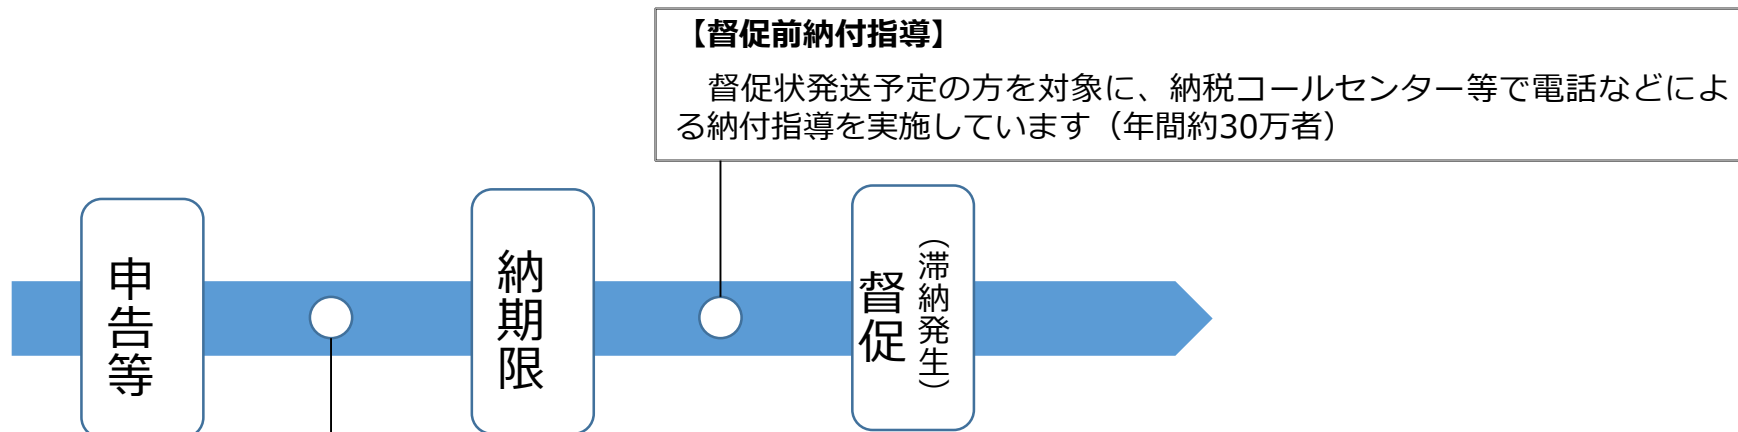 【督促前納付指導】
督促状発送予定の方を対象に、納税コールセンター等で電話などによ
る納付指導を実施しています（年間約30万者）
申告等
納期限
督促
（滞納発生）